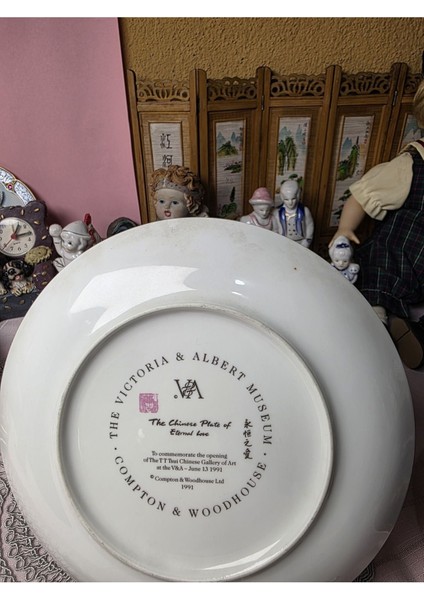 THE VICTORIA & ALBERT MUSEUM
V&A
The Chinese Plate of
Eternal Love
永恒之愛
To commemorate the opening
of The T T Tsui Chinese Gallery of Art
at the V&A – June 13 1991
© Compton & Woodhouse Ltd
1991
COMPTON & WOODHOUSE